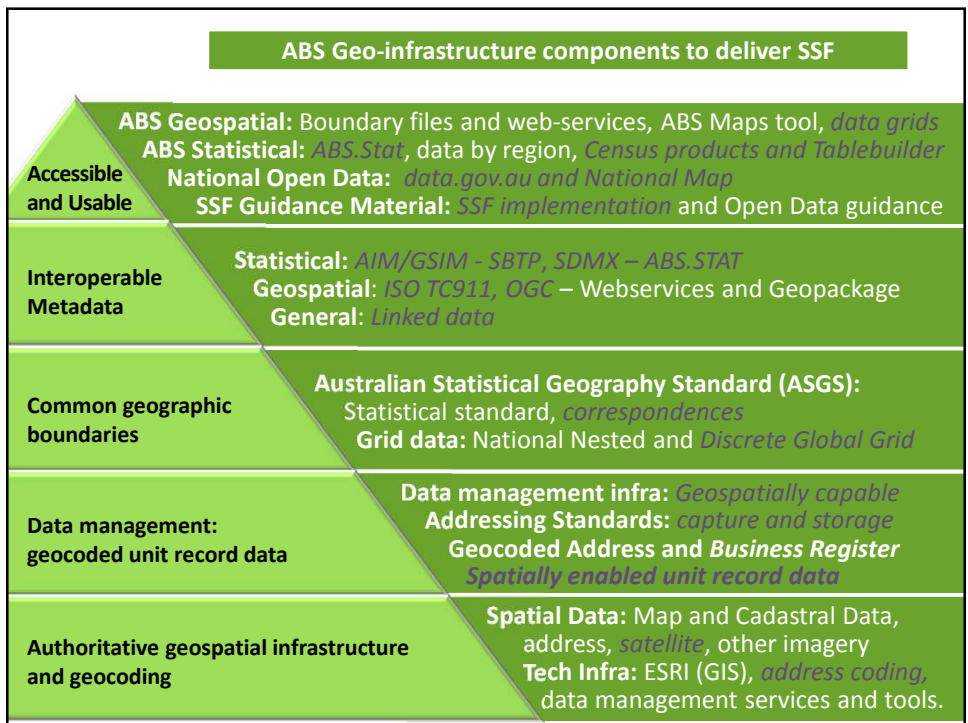 ABS Geo-infrastructure components to deliver SSF
Accessible
and Usable
ABS Geospatial: Boundary files and web-services, ABS Maps tool, data grids
ABS Statistical: ABS.Stat, data by region, Census products and Tablebuilder
National Open Data: data.gov.au and National Map
SSF Guidance Material: SSF implementation and Open Data guidance
Interoperable
Metadata
Statistical: AIM/GSIM - SBTP, SDMX – ABS.STAT
Geospatial: ISO TC911, OGC – Webservices and Geopackage
General: Linked data
Common geographic
boundaries
Australian Statistical Geography Standard (ASGS):
Statistical standard, correspondences
Grid data: National Nested and Discrete Global Grid
Data management:
geocoded unit record data
Data management infra: Geospatially capable
Addressing Standards: capture and storage
Geocoded Address and Business Register
Spatially enabled unit record data
Authoritative geospatial infrastructure
and geocoding
Spatial Data: Map and Cadastral Data,
address, satellite, other imagery
Tech Infra: ESRI (GIS), address coding,
data management services and tools.